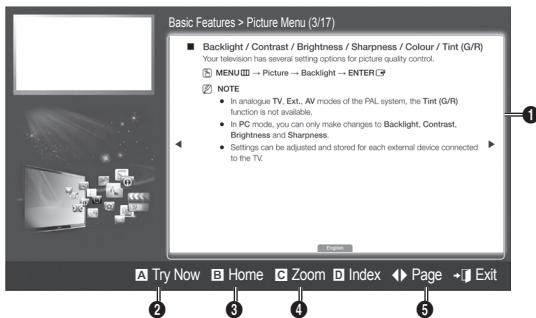 Basic Features > Picture Menu (3/17)
■ Backlight / Contrast / Brightness / Sharpness / Colour / Tint (G/R)
Your television has several setting options for picture quality control.
MENU → Picture → Backlight → ENTER
NOTE
• In analogue TV, Ext., AV modes of the PAL system, the Tint (G/R)
function is not available.
• In PC mode, you can only make changes to Backlight, Contrast,
Brightness and Sharpness.
• Settings can be adjusted and stored for each external device connected
to the TV.
◀ ▶
1
English
A Try Now B Home C Zoom D Index ◀▶ Page Exit
2 3 4 5